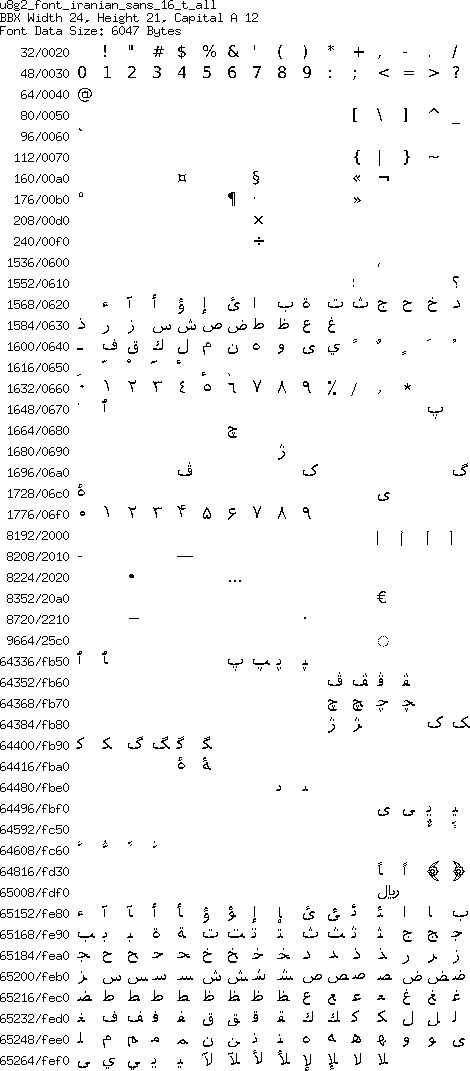 u8g2_font_iranian_sans_16_t_all
BBX Width 24, Height 21, Capital A 12
Font Data Size: 6047 Bytes
32/0020 ! " # $ % & ' ( ) * + , - . /
48/0030 0 1 2 3 4 5 6 7 8 9 : ; < = > ?
64/0040 @
80/0050 [ \ ] ^ _
96/0060 `
112/0070 { | } ~
160/00a0 ¤ § « ¬
176/00b0 ° ¶ · »
208/00d0 ×
240/00f0 ÷
1536/0600 ،
1552/0610 ؛ ؟
1568/0620 ء آ أ ؤ إ ئ ا ب ة ت ث ج ح خ د
1584/0630 ذ ر ز س ش ص ض ط ظ ع غ
1600/0640 ـ ف ق ك ل م ن ه و ى ي ً ٌ ٍ َ ُ
1616/0650 ِ ّ ْ ٓ ٔ ٕ
1632/0660 ٠ ١ ٢ ٣ ٤ ٥ ٦ ٧ ٨ ٩ ٪ ٫ ٬ ٭
1648/0670 ٰ ٱ پ
1664/0680 چ
1680/0690 ژ
1696/06a0 ڤ ک گ
1728/06c0 ۀ ی
1776/06f0 ۰ ۱ ۲ ۳ ۴ ۵ ۶ ۷ ۸ ۹
8192/2000
8208/2010 ‐ —
8224/2020 • …
8352/20a0 €
8720/2210 −
9664/25c0 ◌
64336/fb50 ﭐ ﭑ ﭖ ﭗ ﭘ ﭙ
64352/fb60 ﭪ ﭫ ﭬ ﭭ
64368/fb70 ﭺ ﭻ ﭼ ﭽ
64384/fb80 ﮊ ﮋ ﮎ ﮏ
64400/fb90 ﮐ ﮑ ﮒ ﮓ ﮔ ﮕ
64416/fba0 ﮤ ﮥ
64480/fbe0 ﯨ ﯩ
64496/fbf0 ﯼ ﯽ ﯾ ﯿ
64592/fc50
64608/fc60
64816/fd30 ﴼ ﴽ ﴾ ﴿
65008/fdf0 ﷼
65152/fe80 ﺀ ﺁ ﺂ ﺃ ﺄ ﺅ ﺆ ﺇ ﺈ ﺉ ﺊ ﺋ ﺌ ﺍ ﺎ ﺏ
65168/fe90 ﺐ ﺑ ﺒ ﺓ ﺔ ﺕ ﺖ ﺗ ﺘ ﺙ ﺚ ﺛ ﺜ ﺝ ﺞ ﺟ
65184/fea0 ﺠ ﺡ ﺢ ﺣ ﺤ ﺥ ﺦ ﺧ ﺨ ﺩ ﺪ ﺫ ﺬ ﺭ ﺮ ﺯ
65200/feb0 ﺰ ﺱ ﺲ ﺳ ﺴ ﺵ ﺶ ﺷ ﺸ ﺹ ﺺ ﺻ ﺼ ﺽ ﺾ ﺿ
65216/fec0 ﻀ ﻁ ﻂ ﻃ ﻄ ﻅ ﻆ ﻇ ﻈ ﻉ ﻊ ﻋ ﻌ ﻍ ﻎ ﻏ
65232/fed0 ﻐ ﻑ ﻒ ﻓ ﻔ ﻕ ﻖ ﻗ ﻘ ﻙ ﻚ ﻛ ﻜ ﻝ ﻞ ﻟ
65248/fee0 ﻠ ﻡ ﻢ ﻣ ﻤ ﻥ ﻦ ﻧ ﻨ ﻩ ﻪ ﻫ ﻬ ﻭ ﻮ ﻯ
65264/fef0 ﻰ ﻱ ﻲ ﻳ ﻴ ﻵ ﻶ ﻷ ﻸ ﻹ ﻺ ﻻ ﻼ